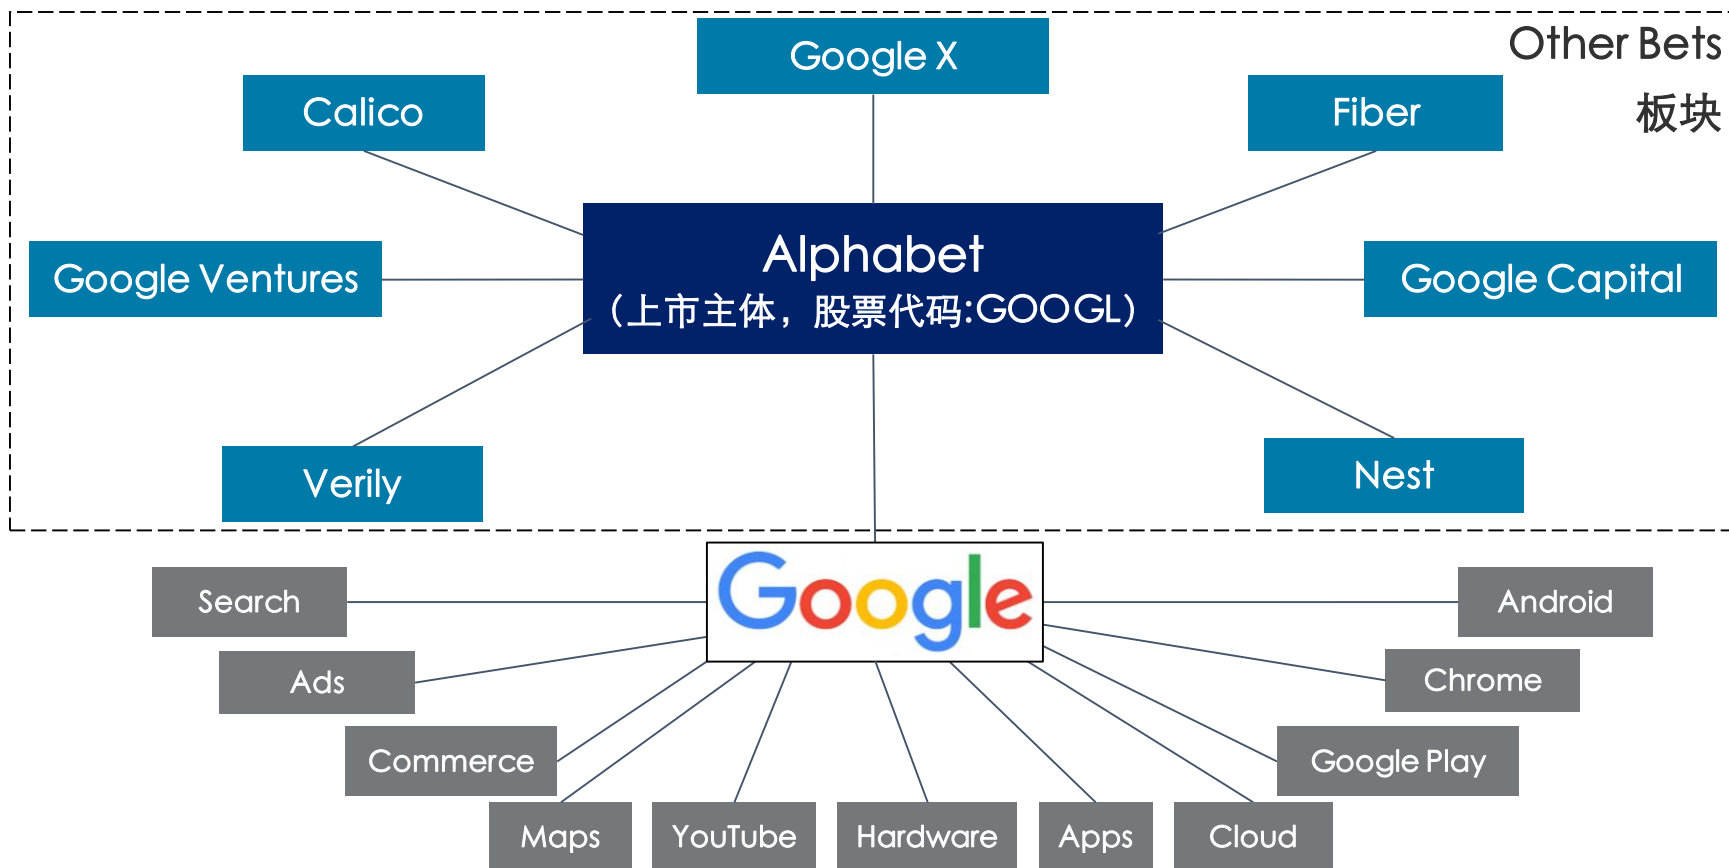 Google X
Other Bets
板块
Calico
Fiber
Alphabet
（上市主体，股票代码:GOOGL）
Google Ventures
Google Capital
Verily
Nest
Google
Search
Android
Ads
Chrome
Commerce
Google Play
Maps
YouTube
Hardware
Apps
Cloud